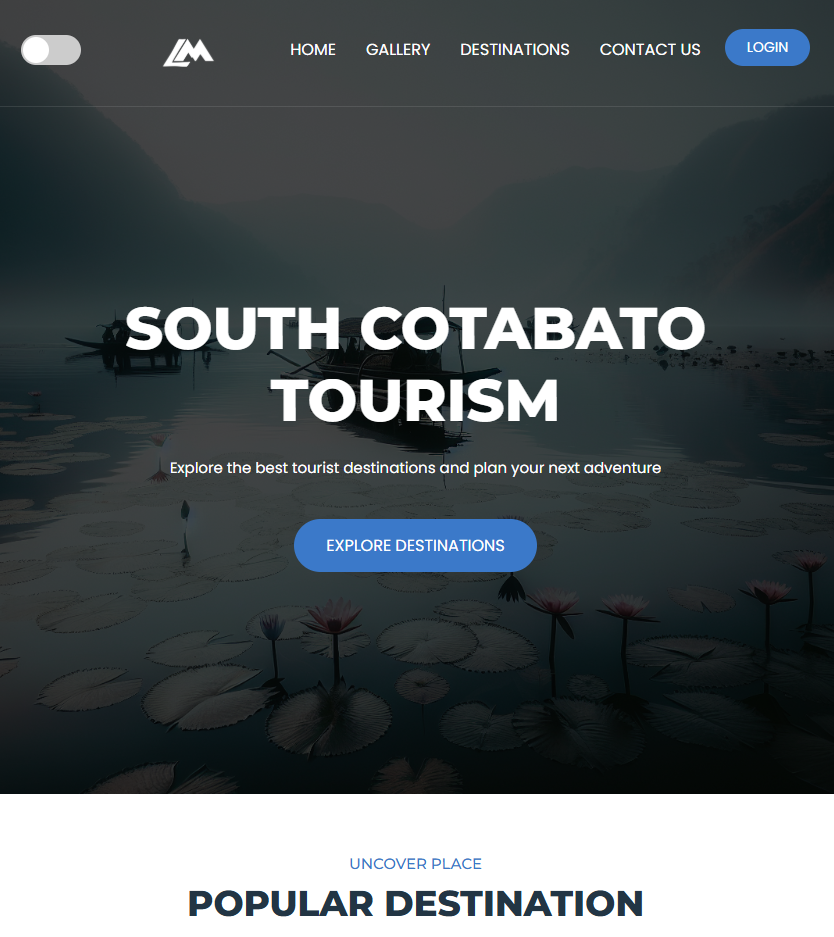 LM
HOME GALLERY DESTINATIONS CONTACT US LOGIN
SOUTH COTABATO
TOURISM
Explore the best tourist destinations and plan your next adventure
EXPLORE DESTINATIONS
UNCOVER PLACE
POPULAR DESTINATION